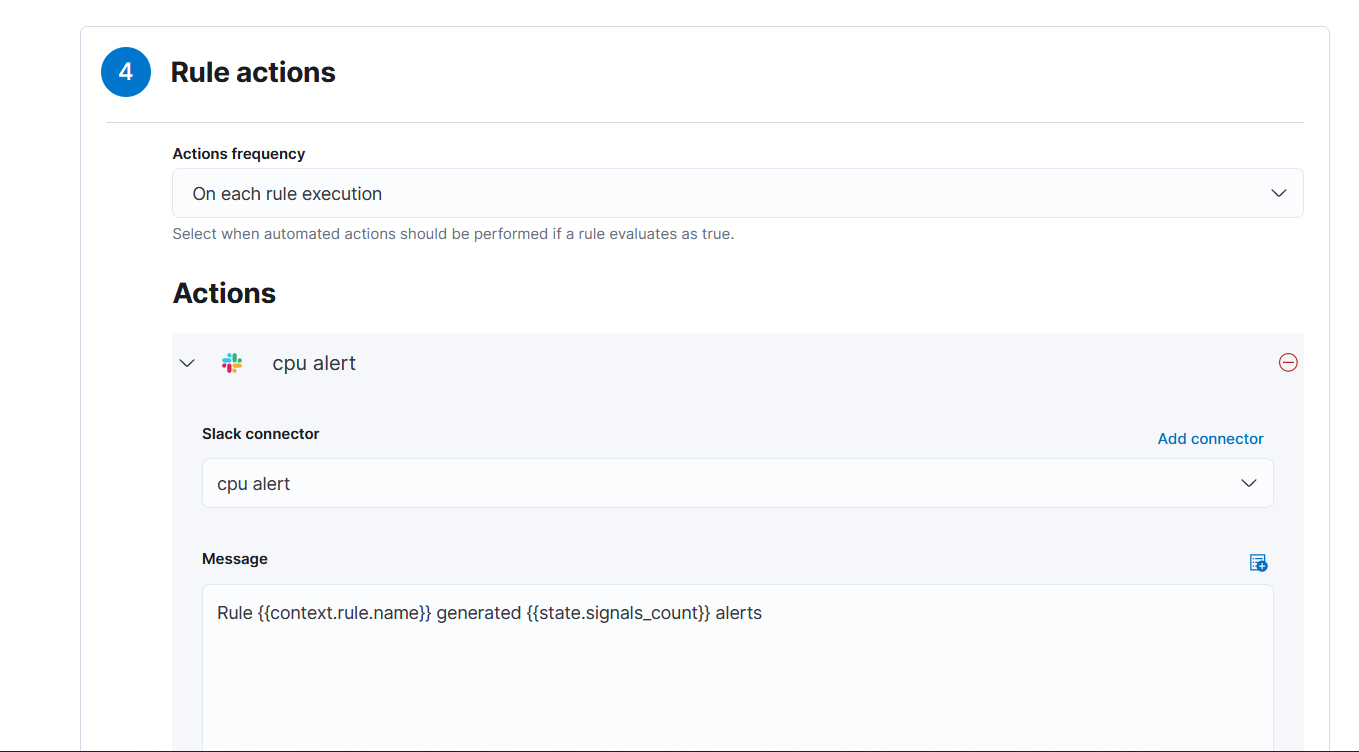 4 Rule actions
Actions frequency
On each rule execution
Select when automated actions should be performed if a rule evaluates as true.
Actions
cpu alert
Slack connector
Add connector
cpu alert
Message
Rule {{context.rule.name}} generated {{state.signals_count}} alerts